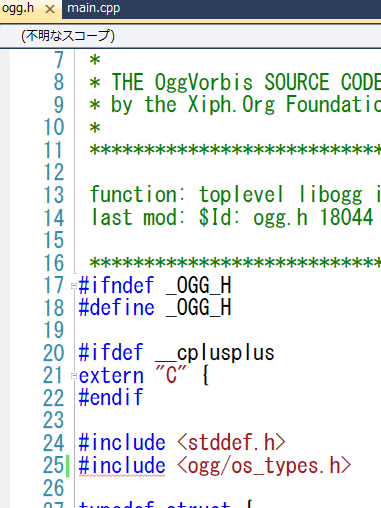 ogg.h × main.cpp
(不明なスコープ)
7 *
8 * THE OggVorbis SOURCE CODE
9 * by the Xiph.Org Foundatio
10 *
11 ***************************
12
13 function: toplevel libogg i
14 last mod: $Id: ogg.h 18044
15
16 ***************************
17 #ifndef _OGG_H
18 #define _OGG_H
19
20 #ifdef __cplusplus
21 extern "C" {
22 #endif
23
24 #include <stddef.h>
25 #include <ogg/os_types.h>
26
27 typedef struct {